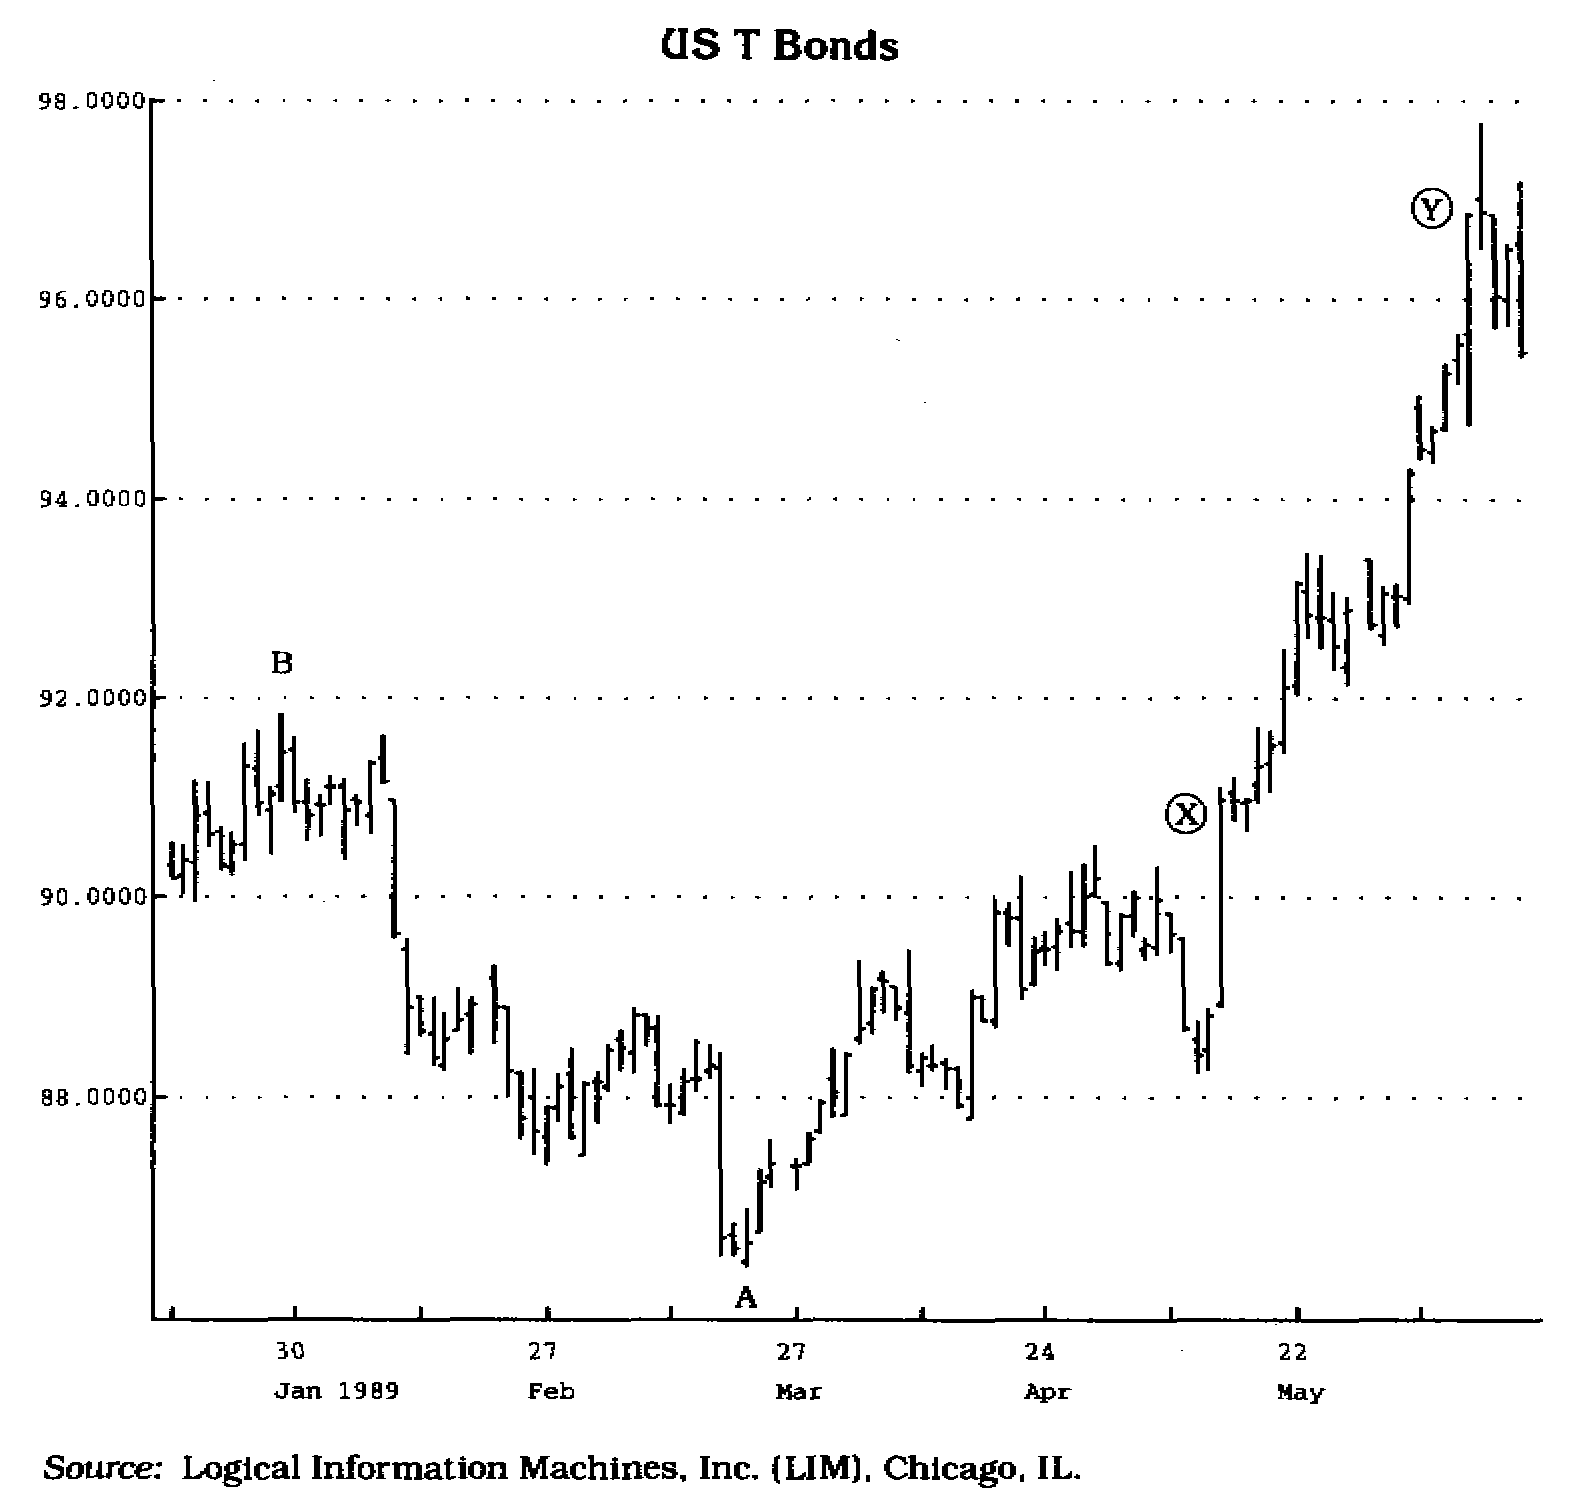 US T Bonds
98.0000
Y
96.0000
94.0000
B
92.0000
X
90.0000
88.0000
A
30 27 27 24 22
Jan 1989 Feb Mar Apr May
Source: Logical Information Machines, Inc. (LIM), Chicago, IL.